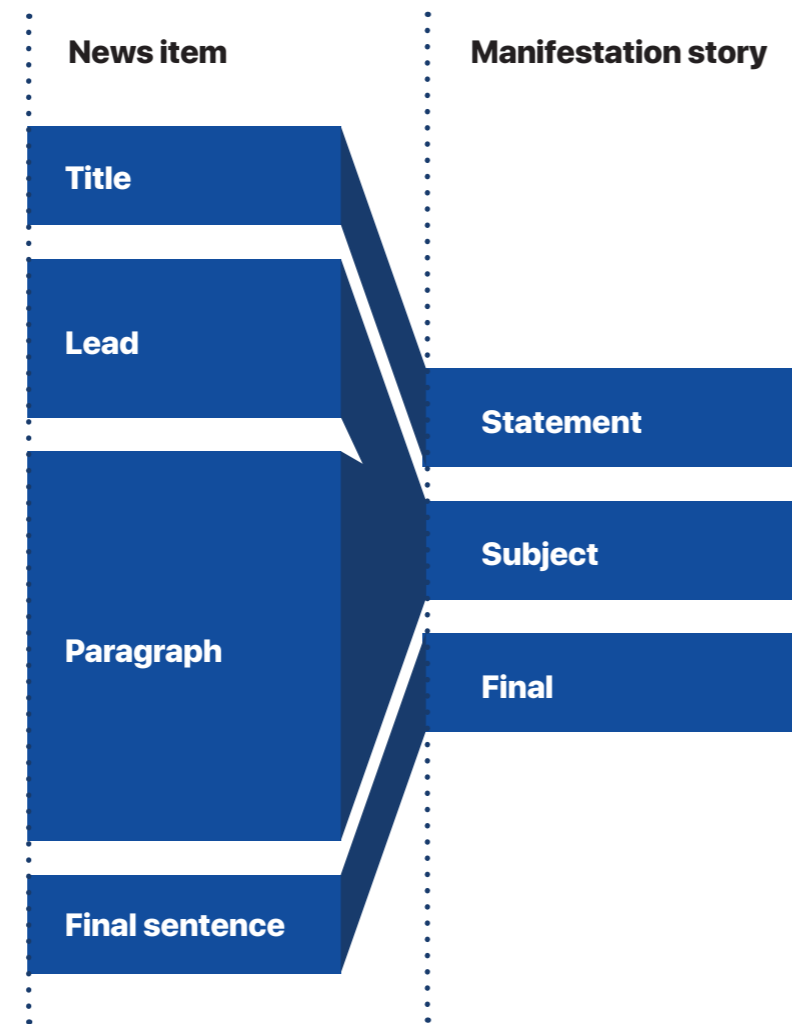 News item
Manifestation story
Title
Lead
Statement
Subject
Paragraph
Final
Final sentence